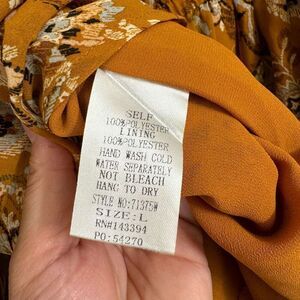 SELF
100%POLYESTER
LINING
100%POLYESTER
HAND WASH COLD
WATER SEPARATELY
NOT BLEACH
HANG TO DRY
STYLE NO:71375W
SIZE:L
RN#143394
PO:54270